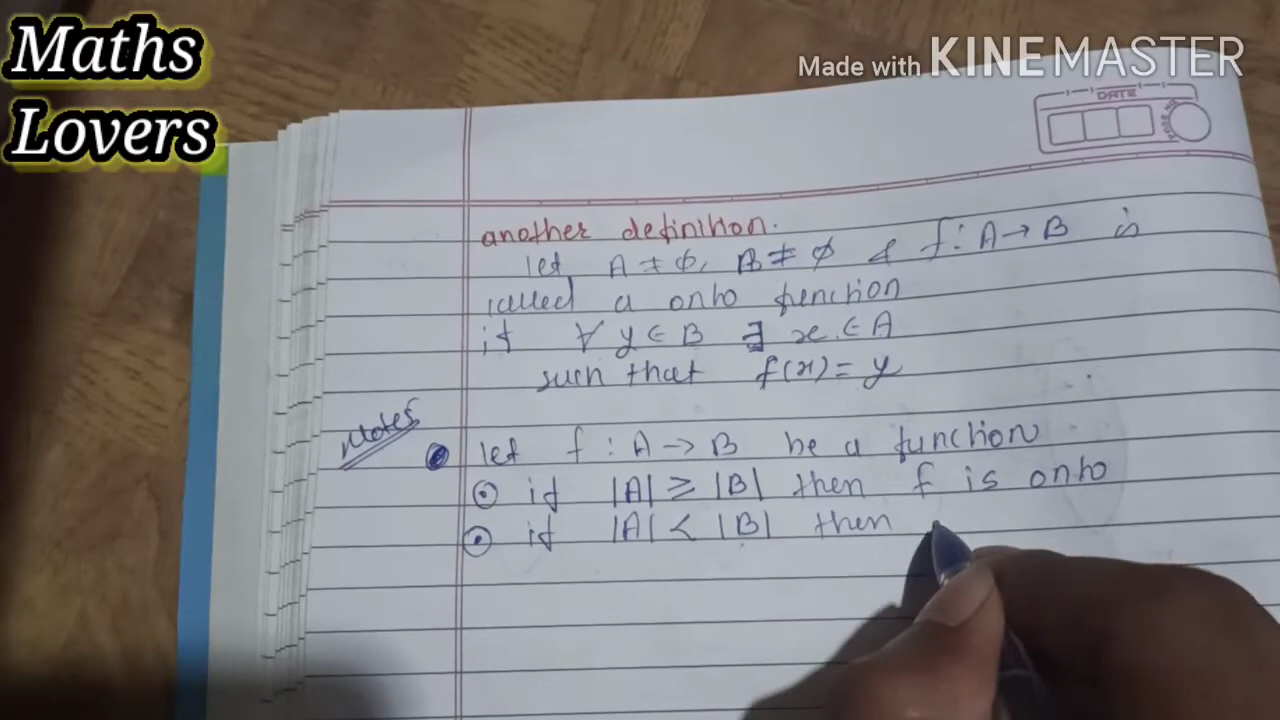 Maths
Lovers
Made with KINEMASTER
DATE
another definition.
let A ≠ ϕ, B ≠ ϕ & f : A → B is
called a onto function
if ∀ y ∈ B ∃ x ∈ A
such that f(x) = y
Notes
let f : A → B be a function
if |A| ≥ |B| then f is onto
if |A| < |B| then